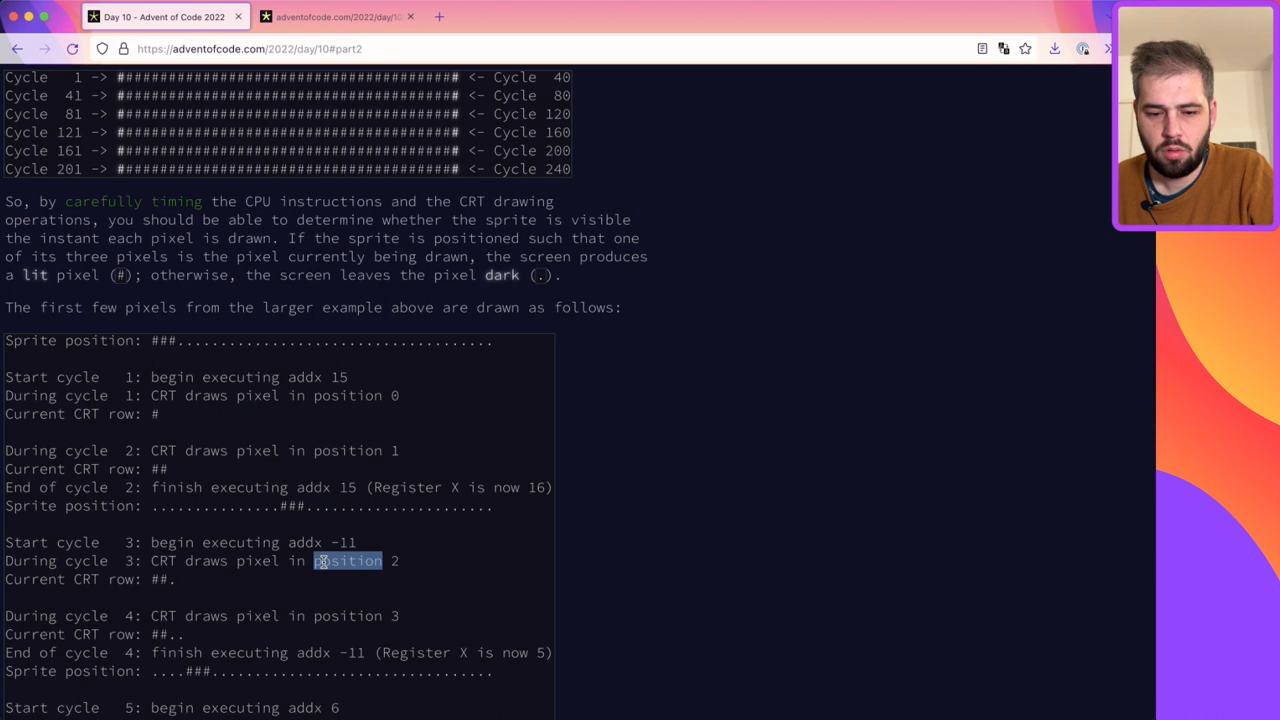 Day 10 - Advent of Code 2022
adventofcode.com/2022/day/10
https://adventofcode.com/2022/day/10#part2
Cycle   1 -> ######################################## <- Cycle  40
Cycle  41 -> ######################################## <- Cycle  80
Cycle  81 -> ######################################## <- Cycle 120
Cycle 121 -> ######################################## <- Cycle 160
Cycle 161 -> ######################################## <- Cycle 200
Cycle 201 -> ######################################## <- Cycle 240
So, by carefully timing the CPU instructions and the CRT drawing
operations, you should be able to determine whether the sprite is visible
the instant each pixel is drawn. If the sprite is positioned such that one
of its three pixels is the pixel currently being drawn, the screen produces
a lit pixel (#); otherwise, the screen leaves the pixel dark (.).
The first few pixels from the larger example above are drawn as follows:
Sprite position: ###.....................................
Start cycle   1: begin executing addx 15
During cycle  1: CRT draws pixel in position 0
Current CRT row: #
During cycle  2: CRT draws pixel in position 1
Current CRT row: ##
End of cycle  2: finish executing addx 15 (Register X is now 16)
Sprite position: ...............###......................
Start cycle   3: begin executing addx -11
During cycle  3: CRT draws pixel in position 2
Current CRT row: ##.
During cycle  4: CRT draws pixel in position 3
Current CRT row: ##..
End of cycle  4: finish executing addx -11 (Register X is now 5)
Sprite position: ....###.................................
Start cycle   5: begin executing addx 6